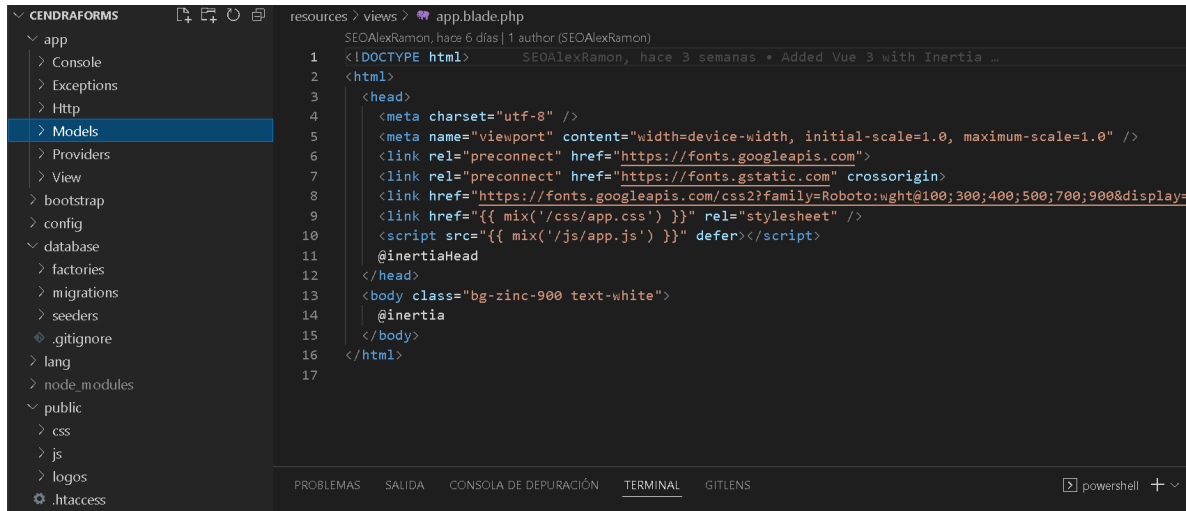 CENDRAFORMS
app
Console
Exceptions
Http
Models
Providers
View
bootstrap
config
database
factories
migrations
seeders
.gitignore
lang
node_modules
public
css
js
logos
.htaccess
resources > views > app.blade.php
SEOAlexRamon, hace 6 días | 1 author (SEOAlexRamon)
1 <!DOCTYPE html> SEOAlexRamon, hace 3 semanas • Added Vue 3 with Inertia …
2 <html>
3 <head>
4 <meta charset="utf-8" />
5 <meta name="viewport" content="width=device-width, initial-scale=1.0, maximum-scale=1.0" />
6 <link rel="preconnect" href="https://fonts.googleapis.com">
7 <link rel="preconnect" href="https://fonts.gstatic.com" crossorigin>
8 <link href="https://fonts.googleapis.com/css2?family=Roboto:wght@100;300;400;500;700;900&display=
9 <link href="{{ mix('/css/app.css') }}" rel="stylesheet" />
10 <script src="{{ mix('/js/app.js') }}" defer></script>
11 @inertiaHead
12 </head>
13 <body class="bg-zinc-900 text-white">
14 @inertia
15 </body>
16 </html>
17
PROBLEMAS SALIDA CONSOLA DE DEPURACIÓN TERMINAL GITLENS powershell